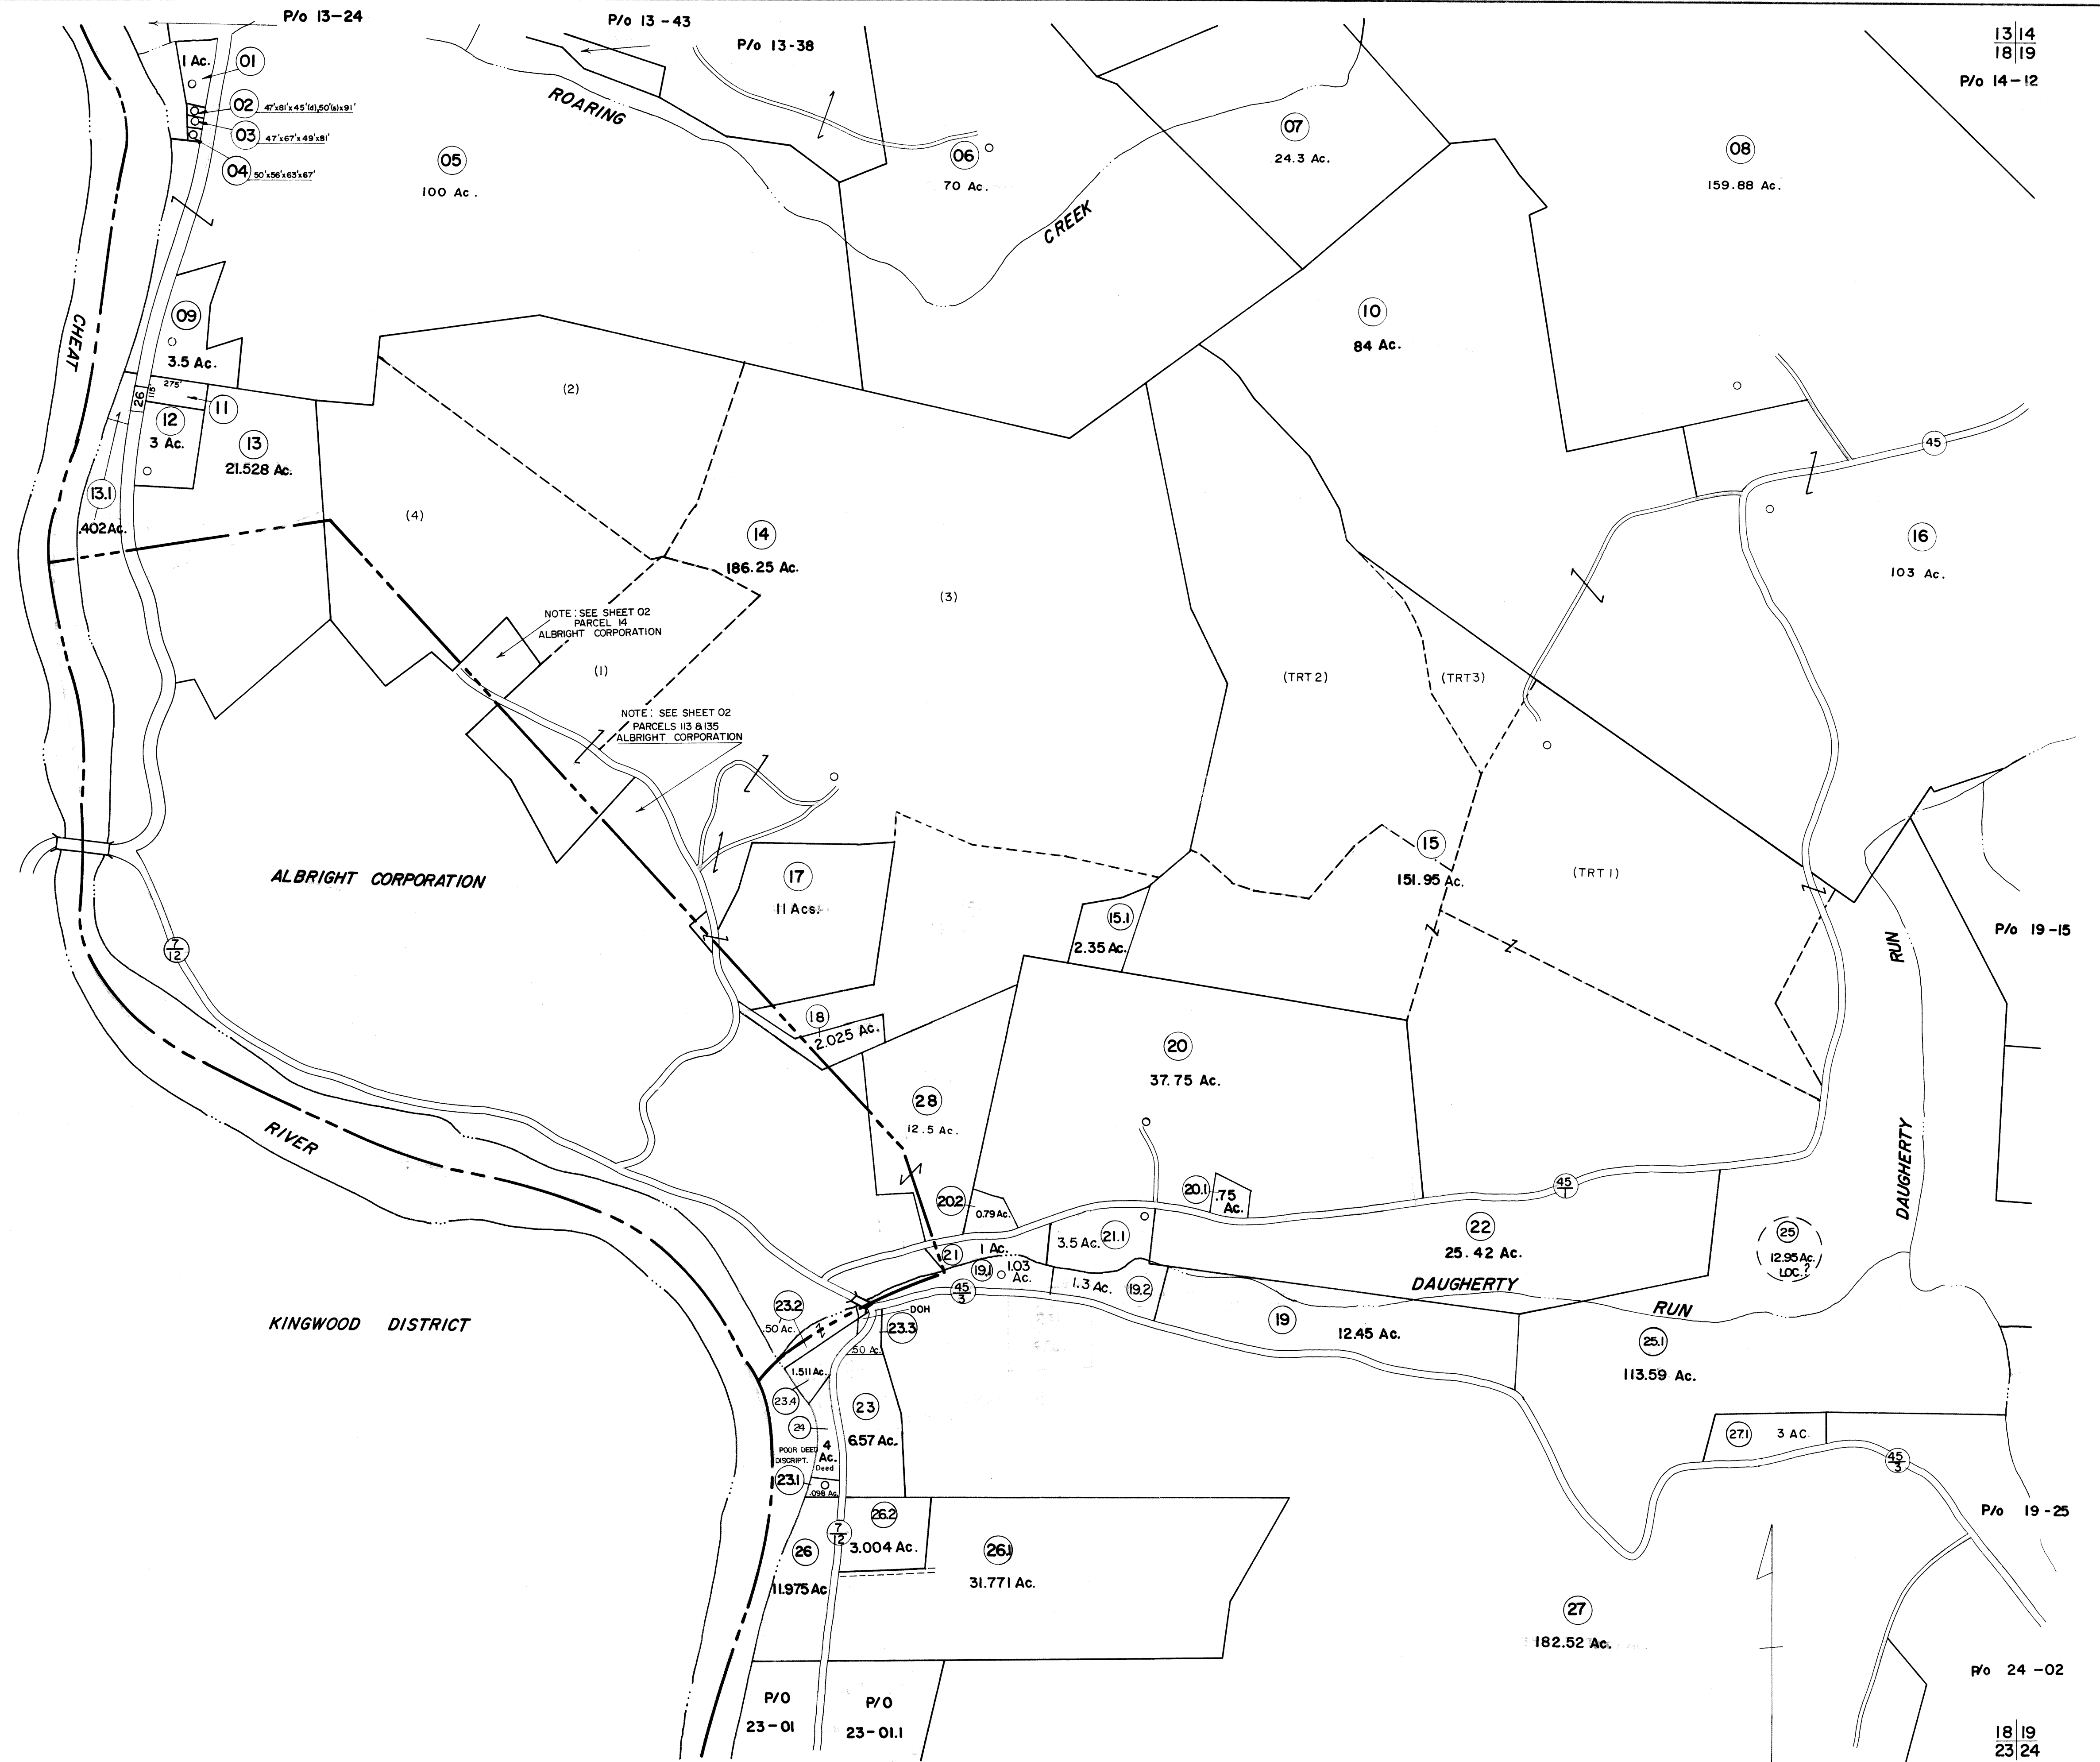 P/o 13-24
P/o 13-43
P/o 13-38
13 14
18 19
P/o 14-12
1 Ac.
01
02
47'x81'x45'(d),50'(s)x91'
03
47'x67'x49'x81'
04
50'x56'x63'x67'
ROARING
CREEK
05
100 Ac.
06
70 Ac.
07
24.3 Ac.
08
159.88 Ac.
CHEAT
09
3.5 Ac.
10
84 Ac.
275'
115'
26
11
12
3 Ac.
13
21.528 Ac.
13.1
.402 Ac.
(2)
(4)
14
186.25 Ac.
(3)
45
16
103 Ac.
NOTE: SEE SHEET 02
PARCEL 14
ALBRIGHT CORPORATION
(1)
NOTE: SEE SHEET 02
PARCELS 113 & 135
ALBRIGHT CORPORATION
(TRT 2)
(TRT 3)
15
151.95 Ac.
(TRT 1)
ALBRIGHT CORPORATION
17
11 Acs.
15.1
2.35 Ac.
7
12
P/o 19-15
RUN
DAUGHERTY
18
2.025 Ac.
20
37.75 Ac.
28
12.5 Ac.
RIVER
20.2
0.79 Ac.
20.1
.75
Ac.
45
1
21
1 Ac.
3.5 Ac.
21.1
22
25.42 Ac.
25
12.95 Ac.
LOC.?
19.1
1.03
Ac.
1.3 Ac.
19.2
45
3
DAUGHERTY
RUN
KINGWOOD DISTRICT
23.2
.50 Ac.
DOH
23.3
.50 Ac.
19
12.45 Ac.
25.1
113.59 Ac.
1.511 Ac.
23.4
23
6.57 Ac.
24
POOR DEED
DISCRIPT.
4
Ac.
Deed
23.1
.098 Ac.
27.1
3 AC.
45
3
P/o 19-25
7
12
26
11.975 Ac
26.2
3.004 Ac.
26.1
31.771 Ac.
27
182.52 Ac.
P/o 24-02
P/O
23-01
P/O
23-01.1
18 19
23 24